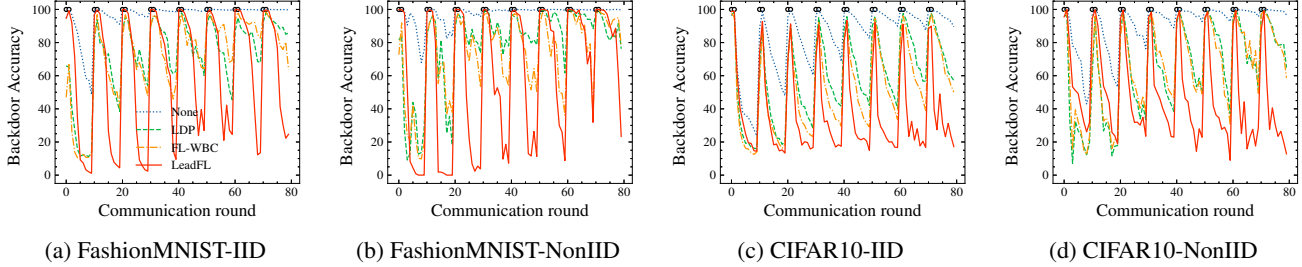 Backdoor Accuracy
100
80
60
40
20
0
None
LDP
FL-WBC
LeadFL
0 20 40 60 80
Communication round
(a) FashionMNIST-IID
Backdoor Accuracy
100
80
60
40
20
0
0 20 40 60 80
Communication round
(b) FashionMNIST-NonIID
Backdoor Accuracy
100
80
60
40
20
0
0 20 40 60 80
Communication round
(c) CIFAR10-IID
Backdoor Accuracy
100
80
60
40
20
0
0 20 40 60 80
Communication round
(d) CIFAR10-NonIID